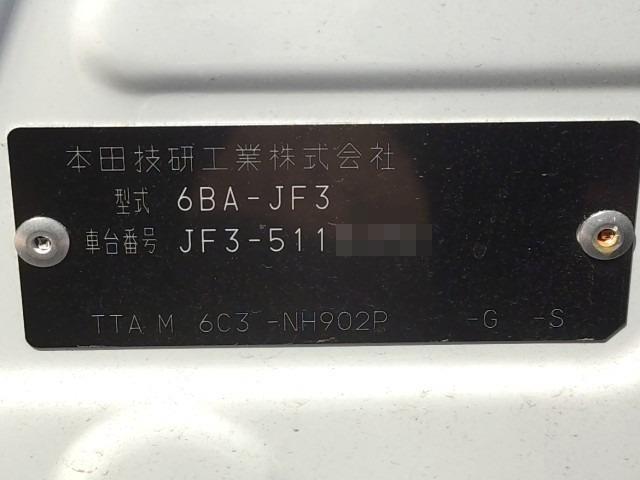 本田技研工業株式会社
型式 6BA-JF3
車台番号 JF3-511
TTA M 6C3 -NH902P -G -S